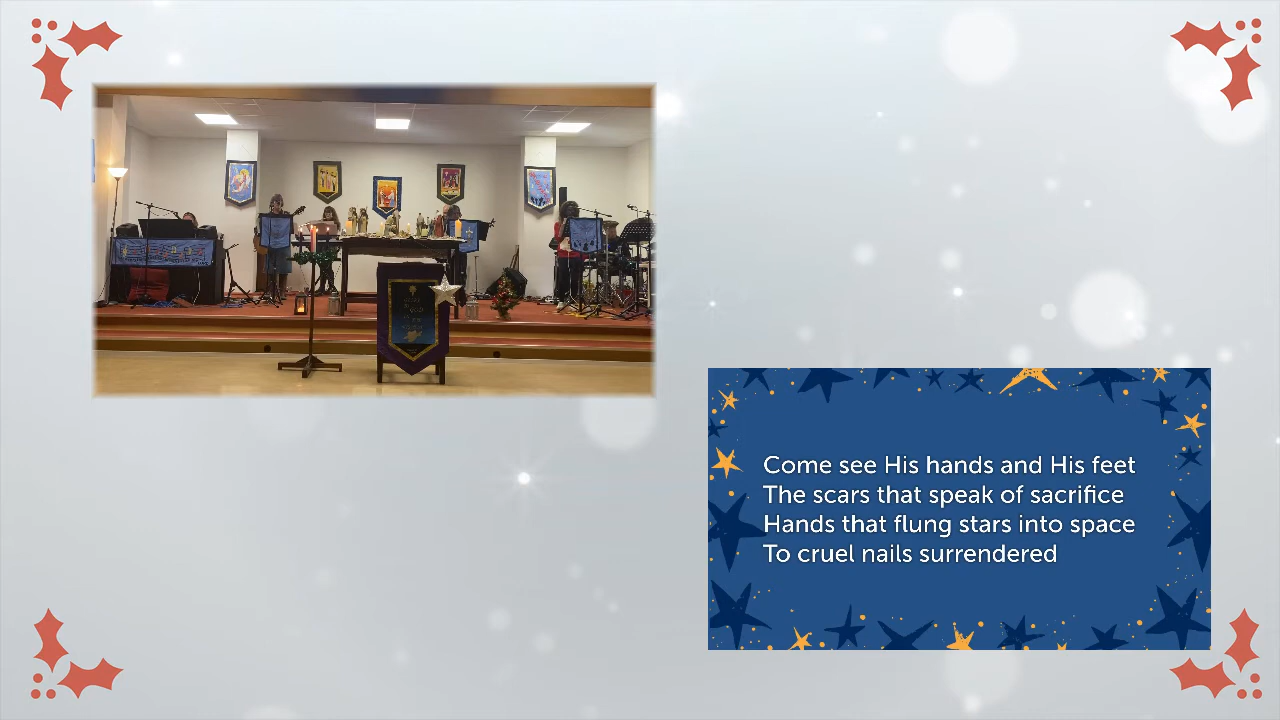 Come see His hands and His feet
The scars that speak of sacrifice
Hands that flung stars into space
To cruel nails surrendered